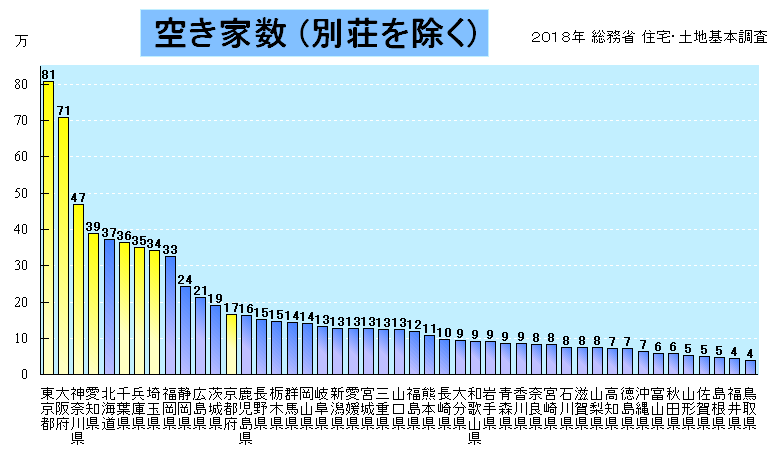 空き家数 (別荘を除く)
2018年 総務省 住宅・土地基本調査
万
80
70
60
50
40
30
20
10
0
81 71 47 39 37 36 35 34 33 24 21 19 17 16 15 15 14 14 13 13 13 13 13 13 12 11 10 9 9 9 9 9 8 8 8 8 8 7 7 7 6 6 5 5 5 4 4
東京都
大阪府
神奈川県
愛知県
北海道
千葉県
兵庫県
埼玉県
福岡県
静岡県
広島県
茨城県
京都府
鹿児島県
長野県
栃木県
群馬県
岡山県
岐阜県
新潟県
愛媛県
宮城県
三重県
山口県
福島県
熊本県
長崎県
大分県
和歌山県
岩手県
青森県
香川県
奈良県
宮崎県
石川県
滋賀県
山梨県
高知県
徳島県
沖縄県
富山県
秋田県
山形県
佐賀県
島根県
福井県
鳥取県